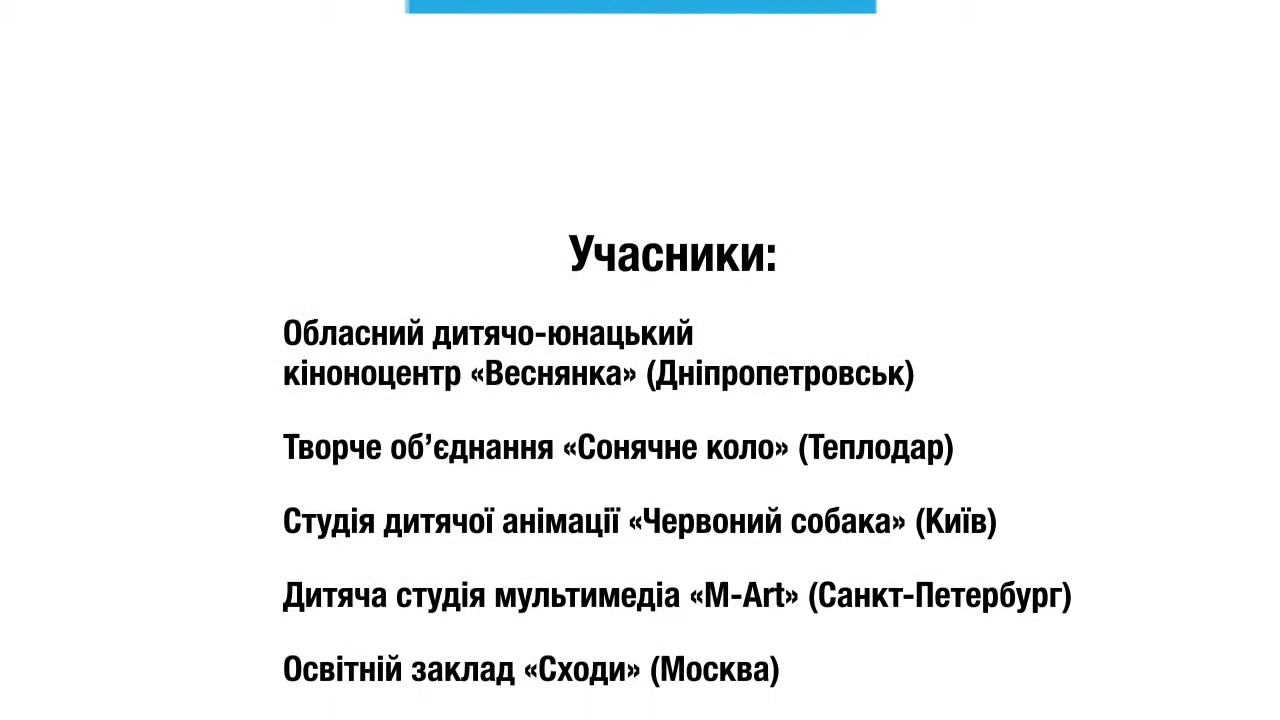 Учасники:
Обласний дитячо-юнацький
кіноноцентр «Веснянка» (Дніпропетровськ)
Творче об’єднання «Сонячне коло» (Теплодар)
Студія дитячої анімації «Червоний собака» (Київ)
Дитяча студія мультимедіа «M-Art» (Санкт-Петербург)
Освітній заклад «Сходи» (Москва)